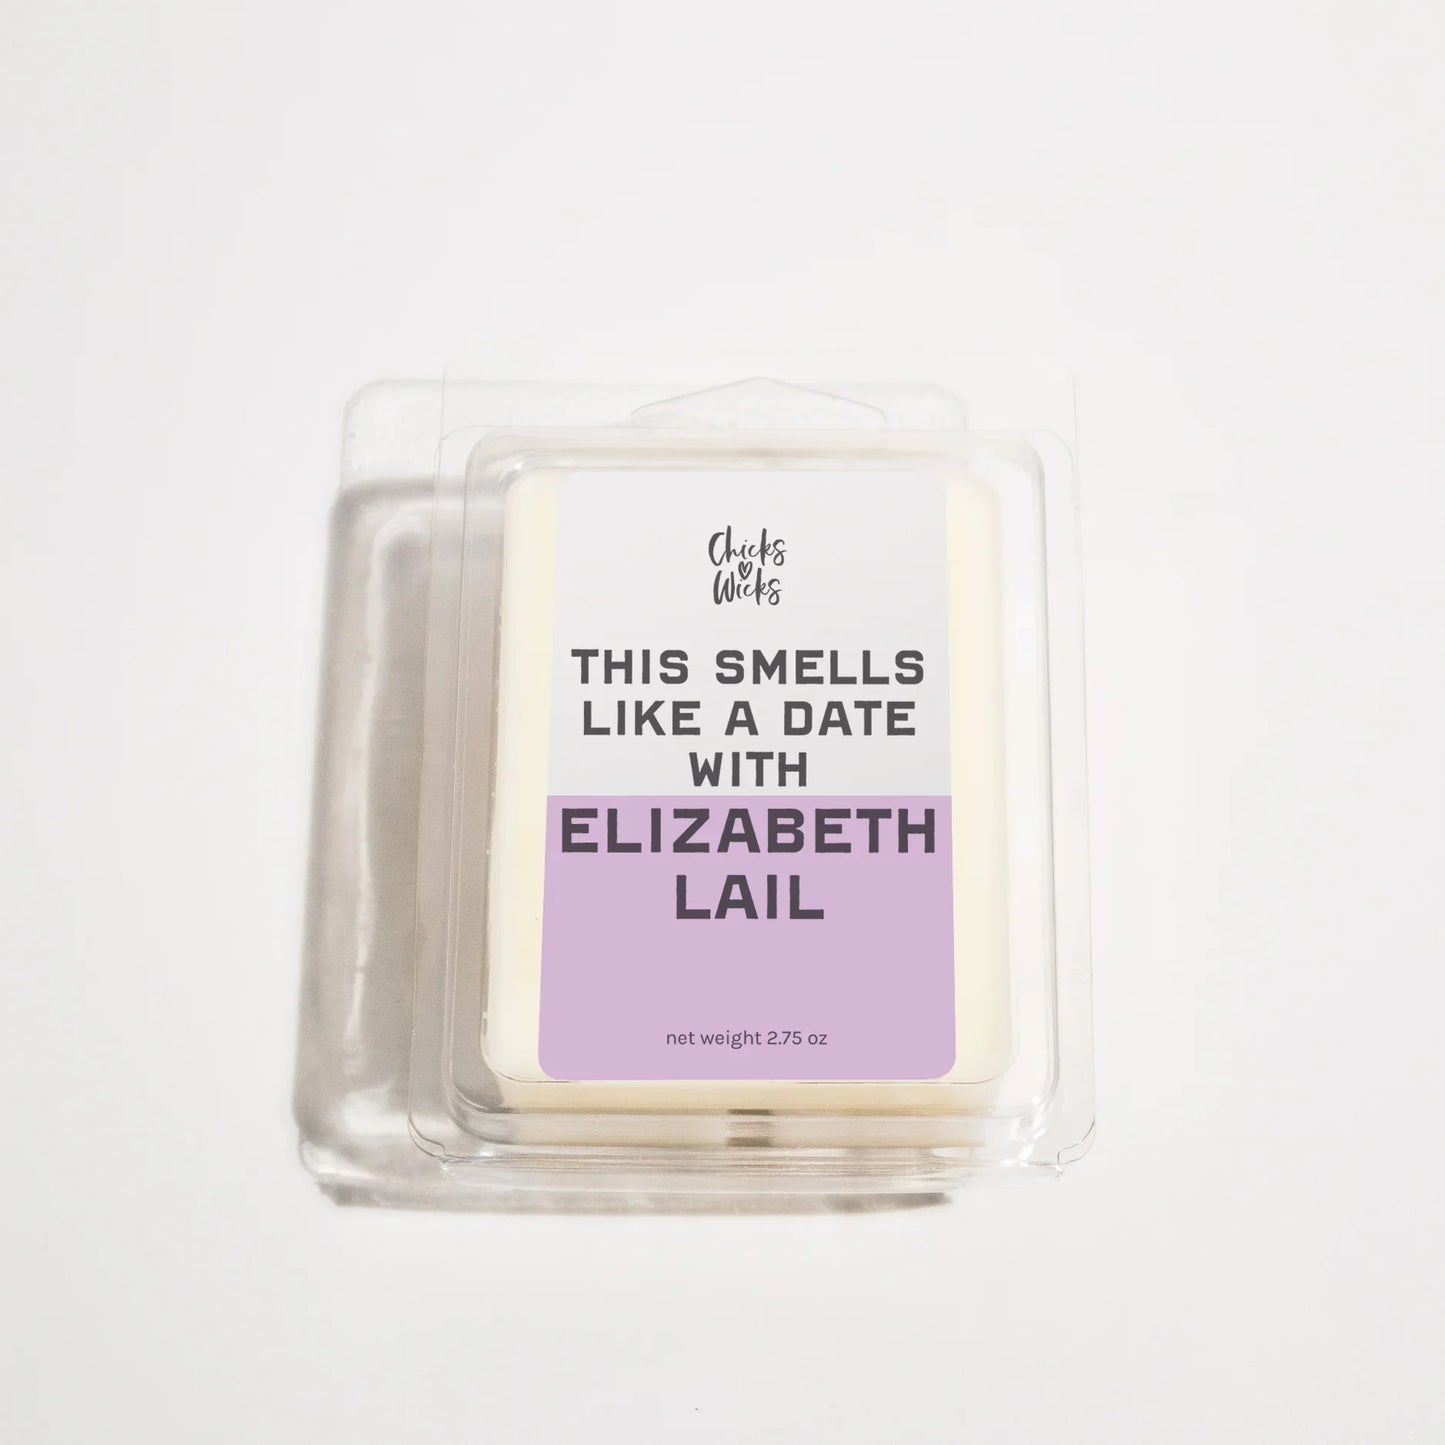 Chicks
Wicks
THIS SMELLS
LIKE A DATE
WITH
ELIZABETH
LAIL
net weight 2.75 oz